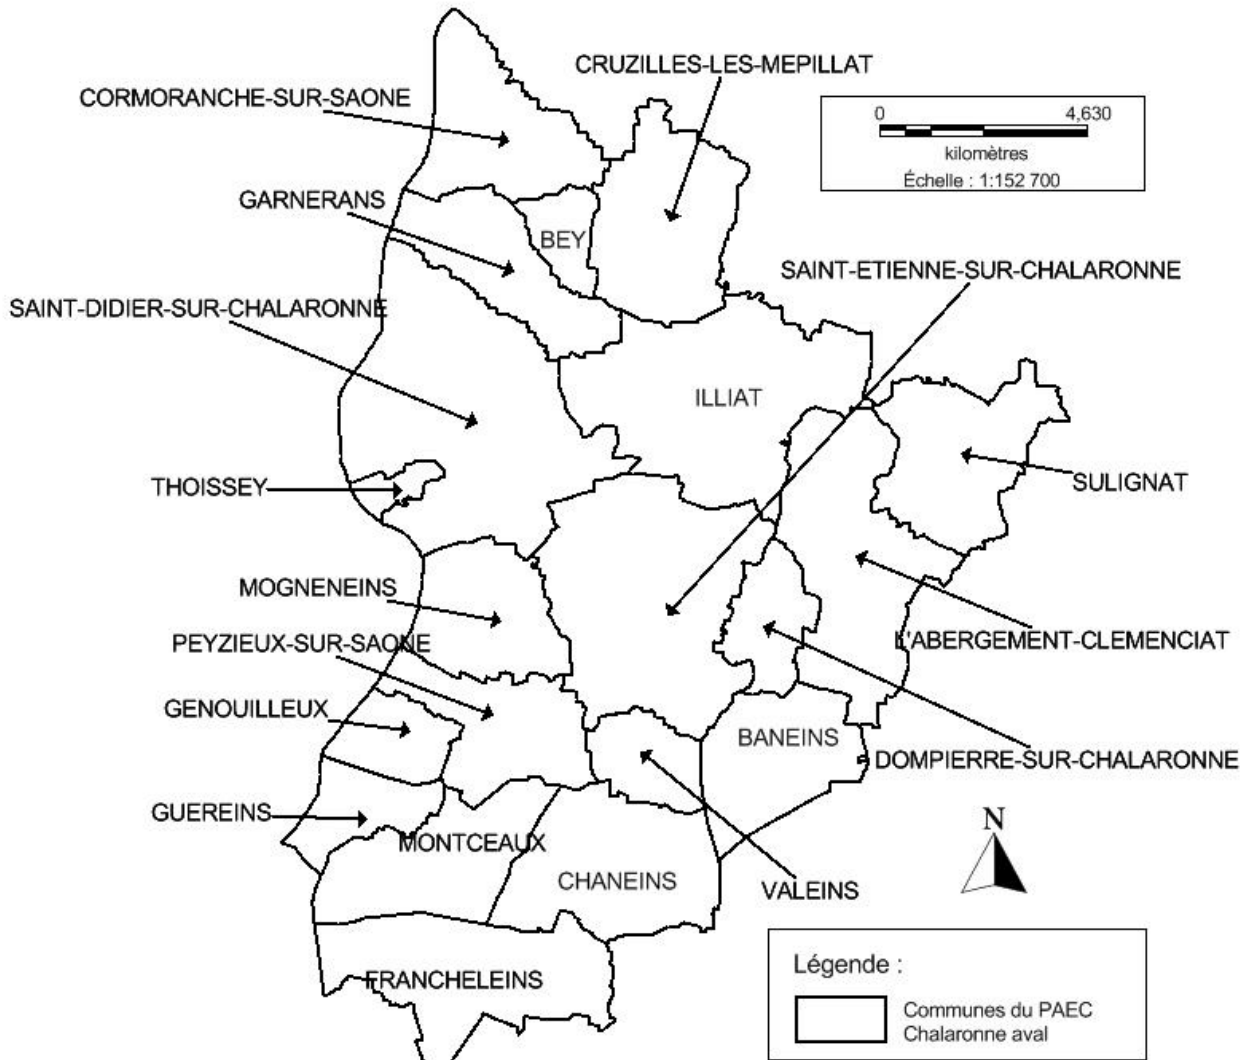 CRUZILLES-LES-MEPILLAT
CORMORANCHE-SUR-SAONE
0 4,630
kilomètres
Échelle : 1:152 700
GARNERANS
BEY
SAINT-ETIENNE-SUR-CHALARONNE
SAINT-DIDIER-SUR-CHALARONNE
ILLIAT
THOISSEY
SULIGNAT
MOGNENEINS
PEYZIEUX-SUR-SAONE
L'ABERGEMENT-CLEMENCIAT
GENOUILLEUX
BANEINS
DOMPIERRE-SUR-CHALARONNE
GUEREINS
N
MONTCEAUX
CHANEINS
VALEINS
FRANCHELEINS
Légende :
Communes du PAEC
Chalaronne aval